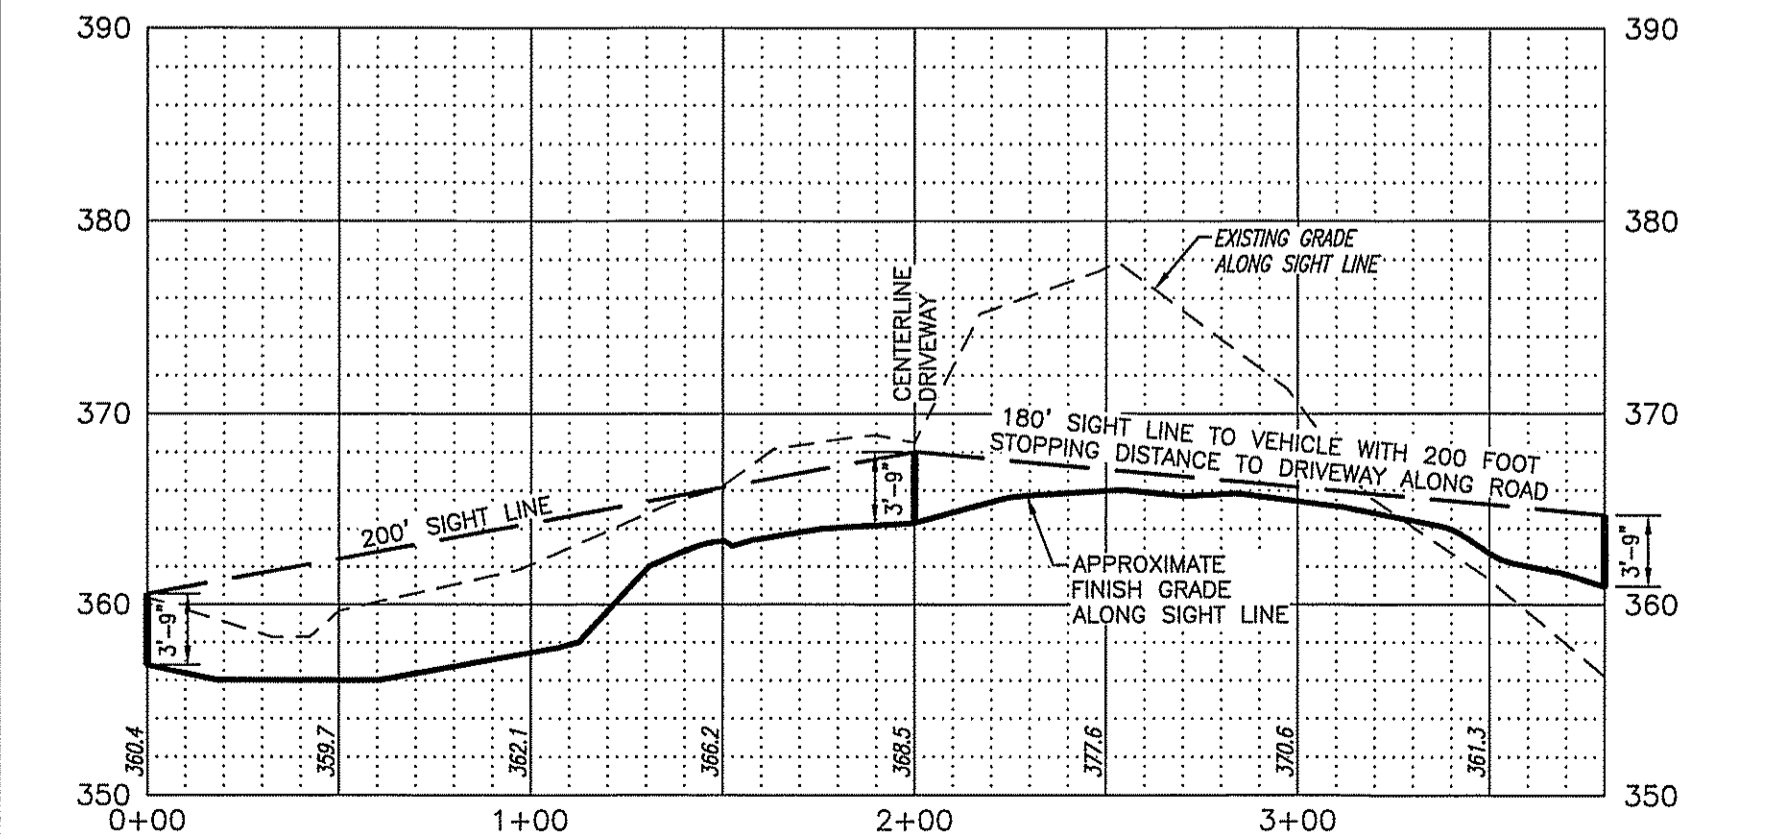 390
390
380
380
EXISTING GRADE
ALONG SIGHT LINE
CENTERLINE
DRIVEWAY
370
370
180' SIGHT LINE TO VEHICLE WITH 200 FOOT
STOPPING DISTANCE TO DRIVEWAY ALONG ROAD
200' SIGHT LINE
3'-9"
3'-9"
3'-9"
APPROXIMATE
FINISH GRADE
ALONG SIGHT LINE
360
360
360.4
359.7
362.1
366.2
368.5
377.6
370.6
361.3
350
350
0+00
1+00
2+00
3+00